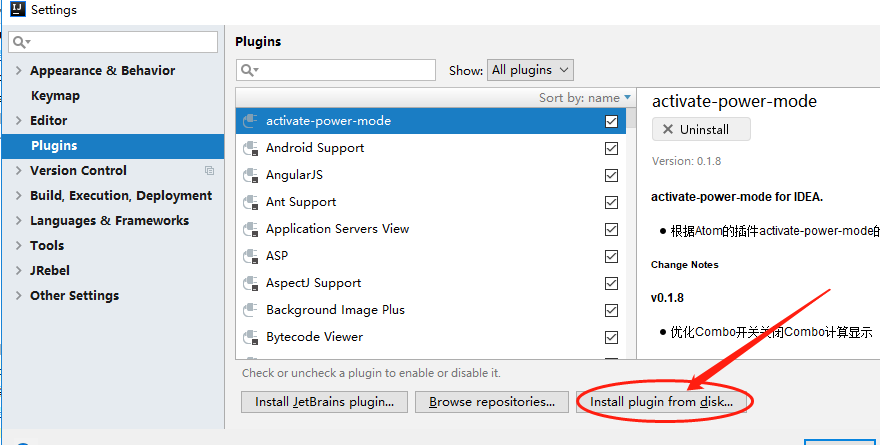 IJ Settings
Plugins
Show: All plugins
Appearance & Behavior
Keymap
Editor
Plugins
Version Control
Build, Execution, Deployment
Languages & Frameworks
Tools
JRebel
Other Settings
Sort by: name
activate-power-mode
Android Support
AngularJS
Ant Support
Application Servers View
ASP
AspectJ Support
Background Image Plus
Bytecode Viewer
Check or uncheck a plugin to enable or disable it.
Install JetBrains plugin...
Browse repositories...
Install plugin from disk...
activate-power-mode
Uninstall
Version: 0.1.8
activate-power-mode for IDEA.
● 根据Atom的插件activate-power-mode的
Change Notes
v0.1.8
● 优化Combo开关关闭Combo计算显示